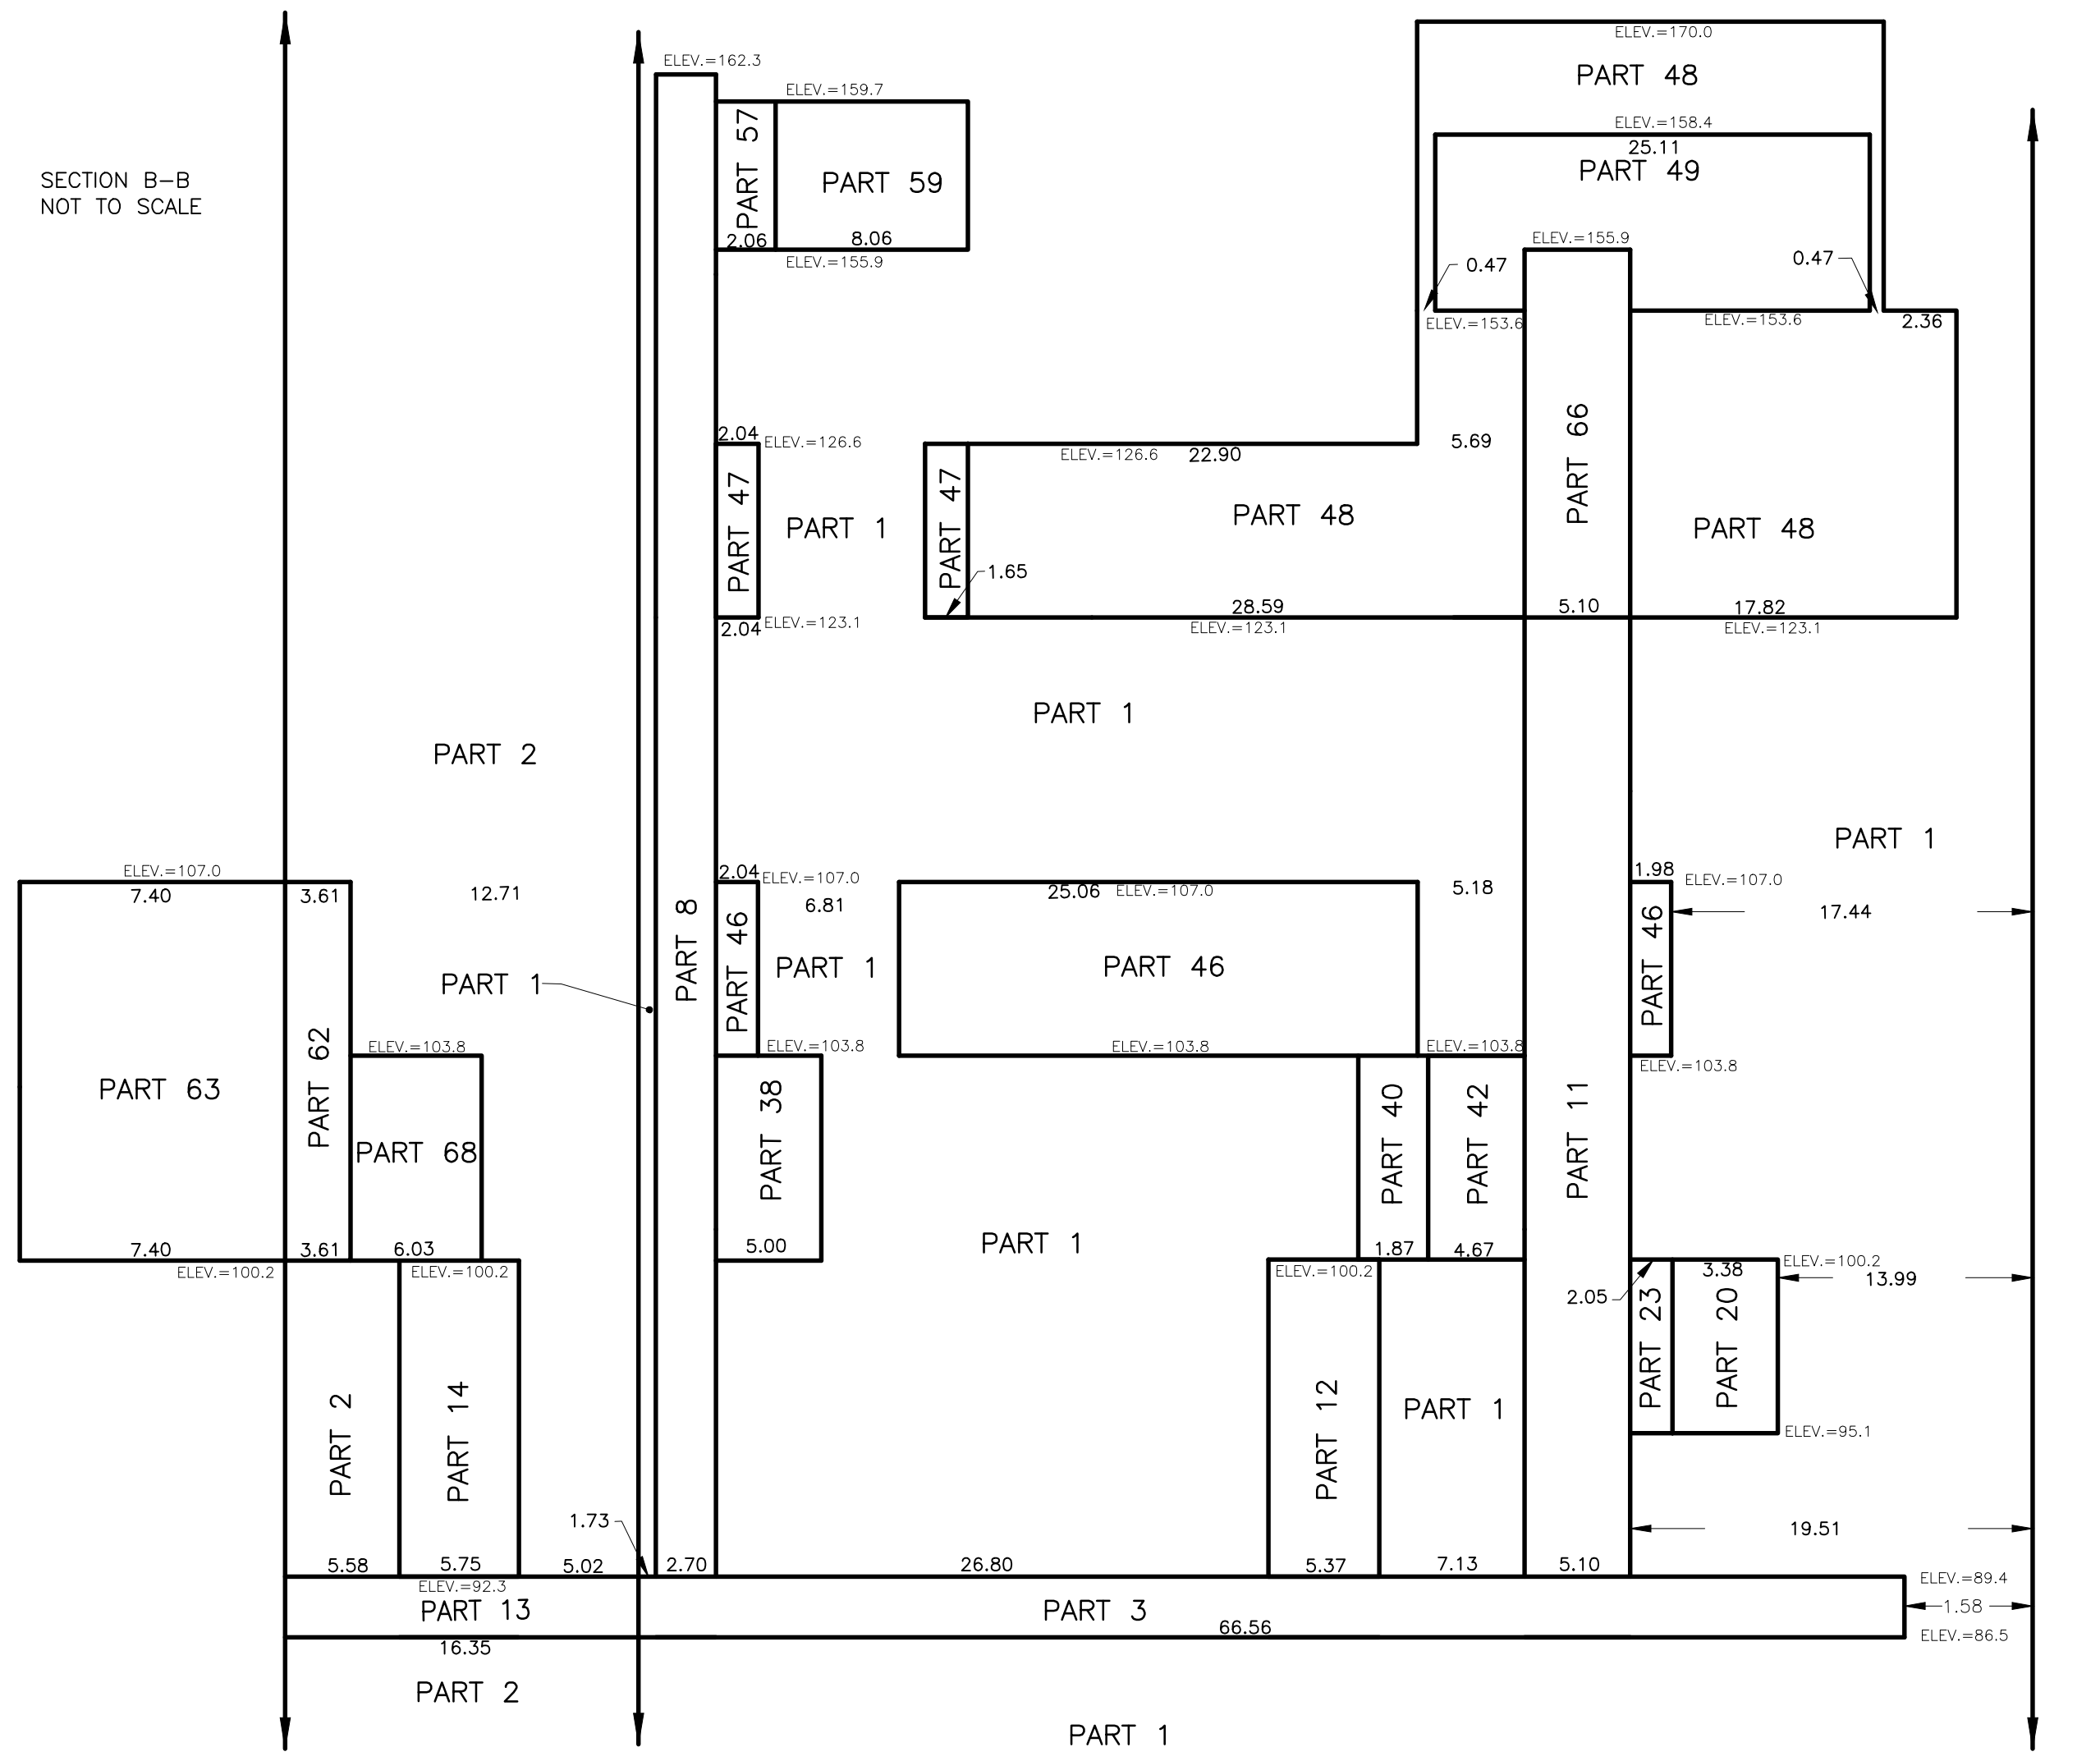 ELEV.=170.0
PART 48
ELEV.=162.3
ELEV.=159.7
PART 57
PART 59
ELEV.=158.4
25.11
PART 49
SECTION B-B
NOT TO SCALE
2.06
8.06
ELEV.=155.9
ELEV.=155.9
0.47
0.47
ELEV.=153.6
ELEV.=153.6
2.36
2.04
ELEV.=126.6
ELEV.=126.6
22.90
5.69
PART 66
PART 47
PART 1
PART 47
PART 48
PART 48
1.65
28.59
5.10
17.82
2.04
ELEV.=123.1
ELEV.=123.1
ELEV.=123.1
PART 1
PART 2
PART 1
ELEV.=107.0
7.40
3.61
12.71
2.04
ELEV.=107.0
6.81
25.06
ELEV.=107.0
5.18
1.98
ELEV.=107.0
17.44
PART 8
PART 46
PART 1
PART 46
PART 46
PART 1
ELEV.=103.8
ELEV.=103.8
ELEV.=103.8
ELEV.=103.8
ELEV.=103.8
PART 63
PART 62
PART 68
PART 38
PART 40
PART 42
PART 11
7.40
3.61
6.03
5.00
PART 1
1.87
4.67
ELEV.=100.2
ELEV.=100.2
ELEV.=100.2
ELEV.=100.2
3.38
13.99
2.05
PART 23
PART 20
PART 2
PART 14
PART 12
PART 1
ELEV.=95.1
1.73
19.51
5.58
5.75
5.02
2.70
26.80
5.37
7.13
5.10
ELEV.=92.3
ELEV.=89.4
PART 13
PART 3
1.58
66.56
ELEV.=86.5
16.35
PART 2
PART 1